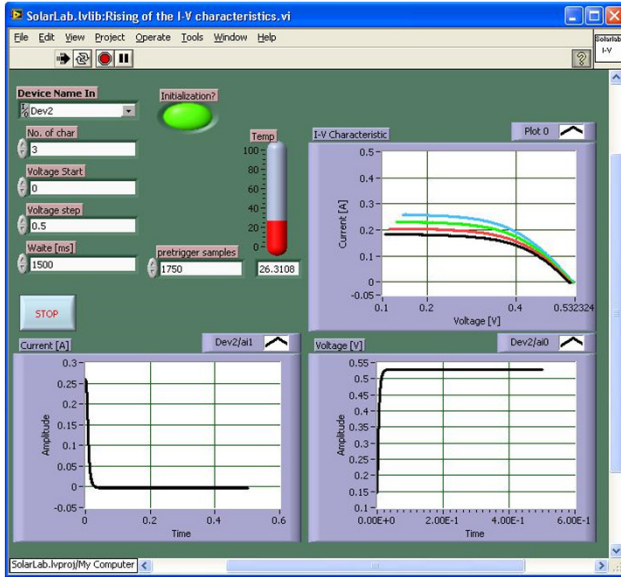 SolarLab.lvlib:Rising of the I-V characteristics.vi
File Edit View Project Operate Tools Window Help
Solarlab
I-V
Device Name In
Dev2
Initialization?
No. of char
3
Voltage Start
0
Voltage step
0.5
Waite [ms]
1500
pretrigger samples
1750
Temp
100
80
60
40
20
0
26.3108
STOP
I-V Characteristic
Plot 0
Current [A]
0.5
0.4
0.3
0.2
0.1
0
-0.05
0.1 0.2 0.4 0.532324
Voltage [V]
Current [A]
Dev2/ai1
Amplitude
0.3
0.25
0.2
0.15
0.1
0.05
0
-0.05
0 0.2 0.4 0.6
Time
Voltage [V]
Dev2/ai0
Amplitude
0.55
0.5
0.45
0.4
0.35
0.3
0.25
0.2
0.15
0.1
0.00E+0 2.00E-1 4.00E-1 6.00E-1
Time
SolarLab.lvproj/My Computer